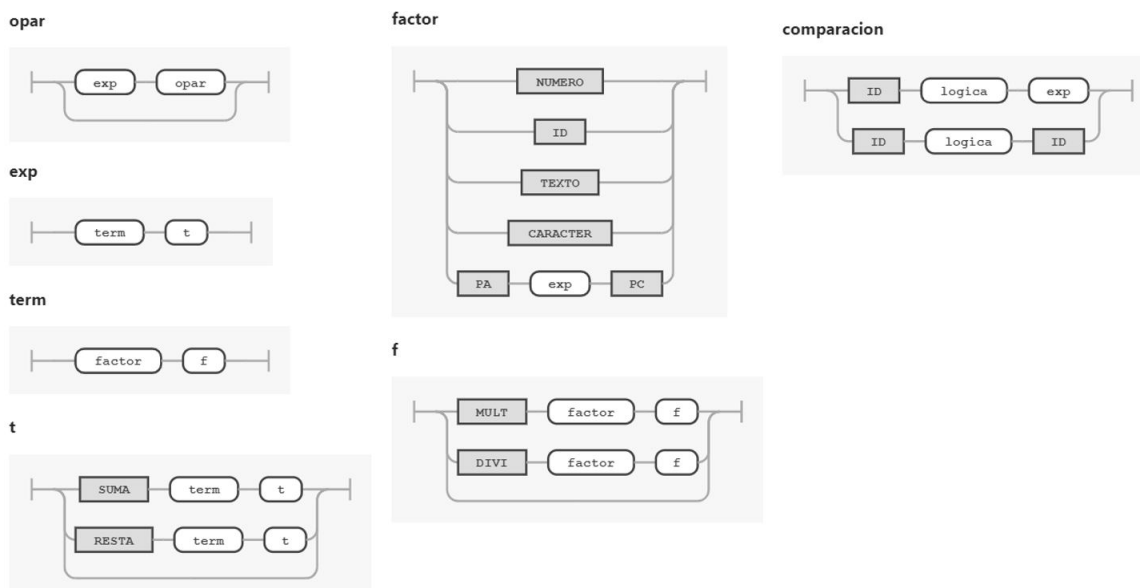 opar
exp opar
exp
term t
term
factor f
t
SUMA term t
RESTA term t
factor
NUMERO
ID
TEXTO
CARACTER
PA exp PC
f
MULT factor f
DIVI factor f
comparacion
ID logica exp
ID logica ID